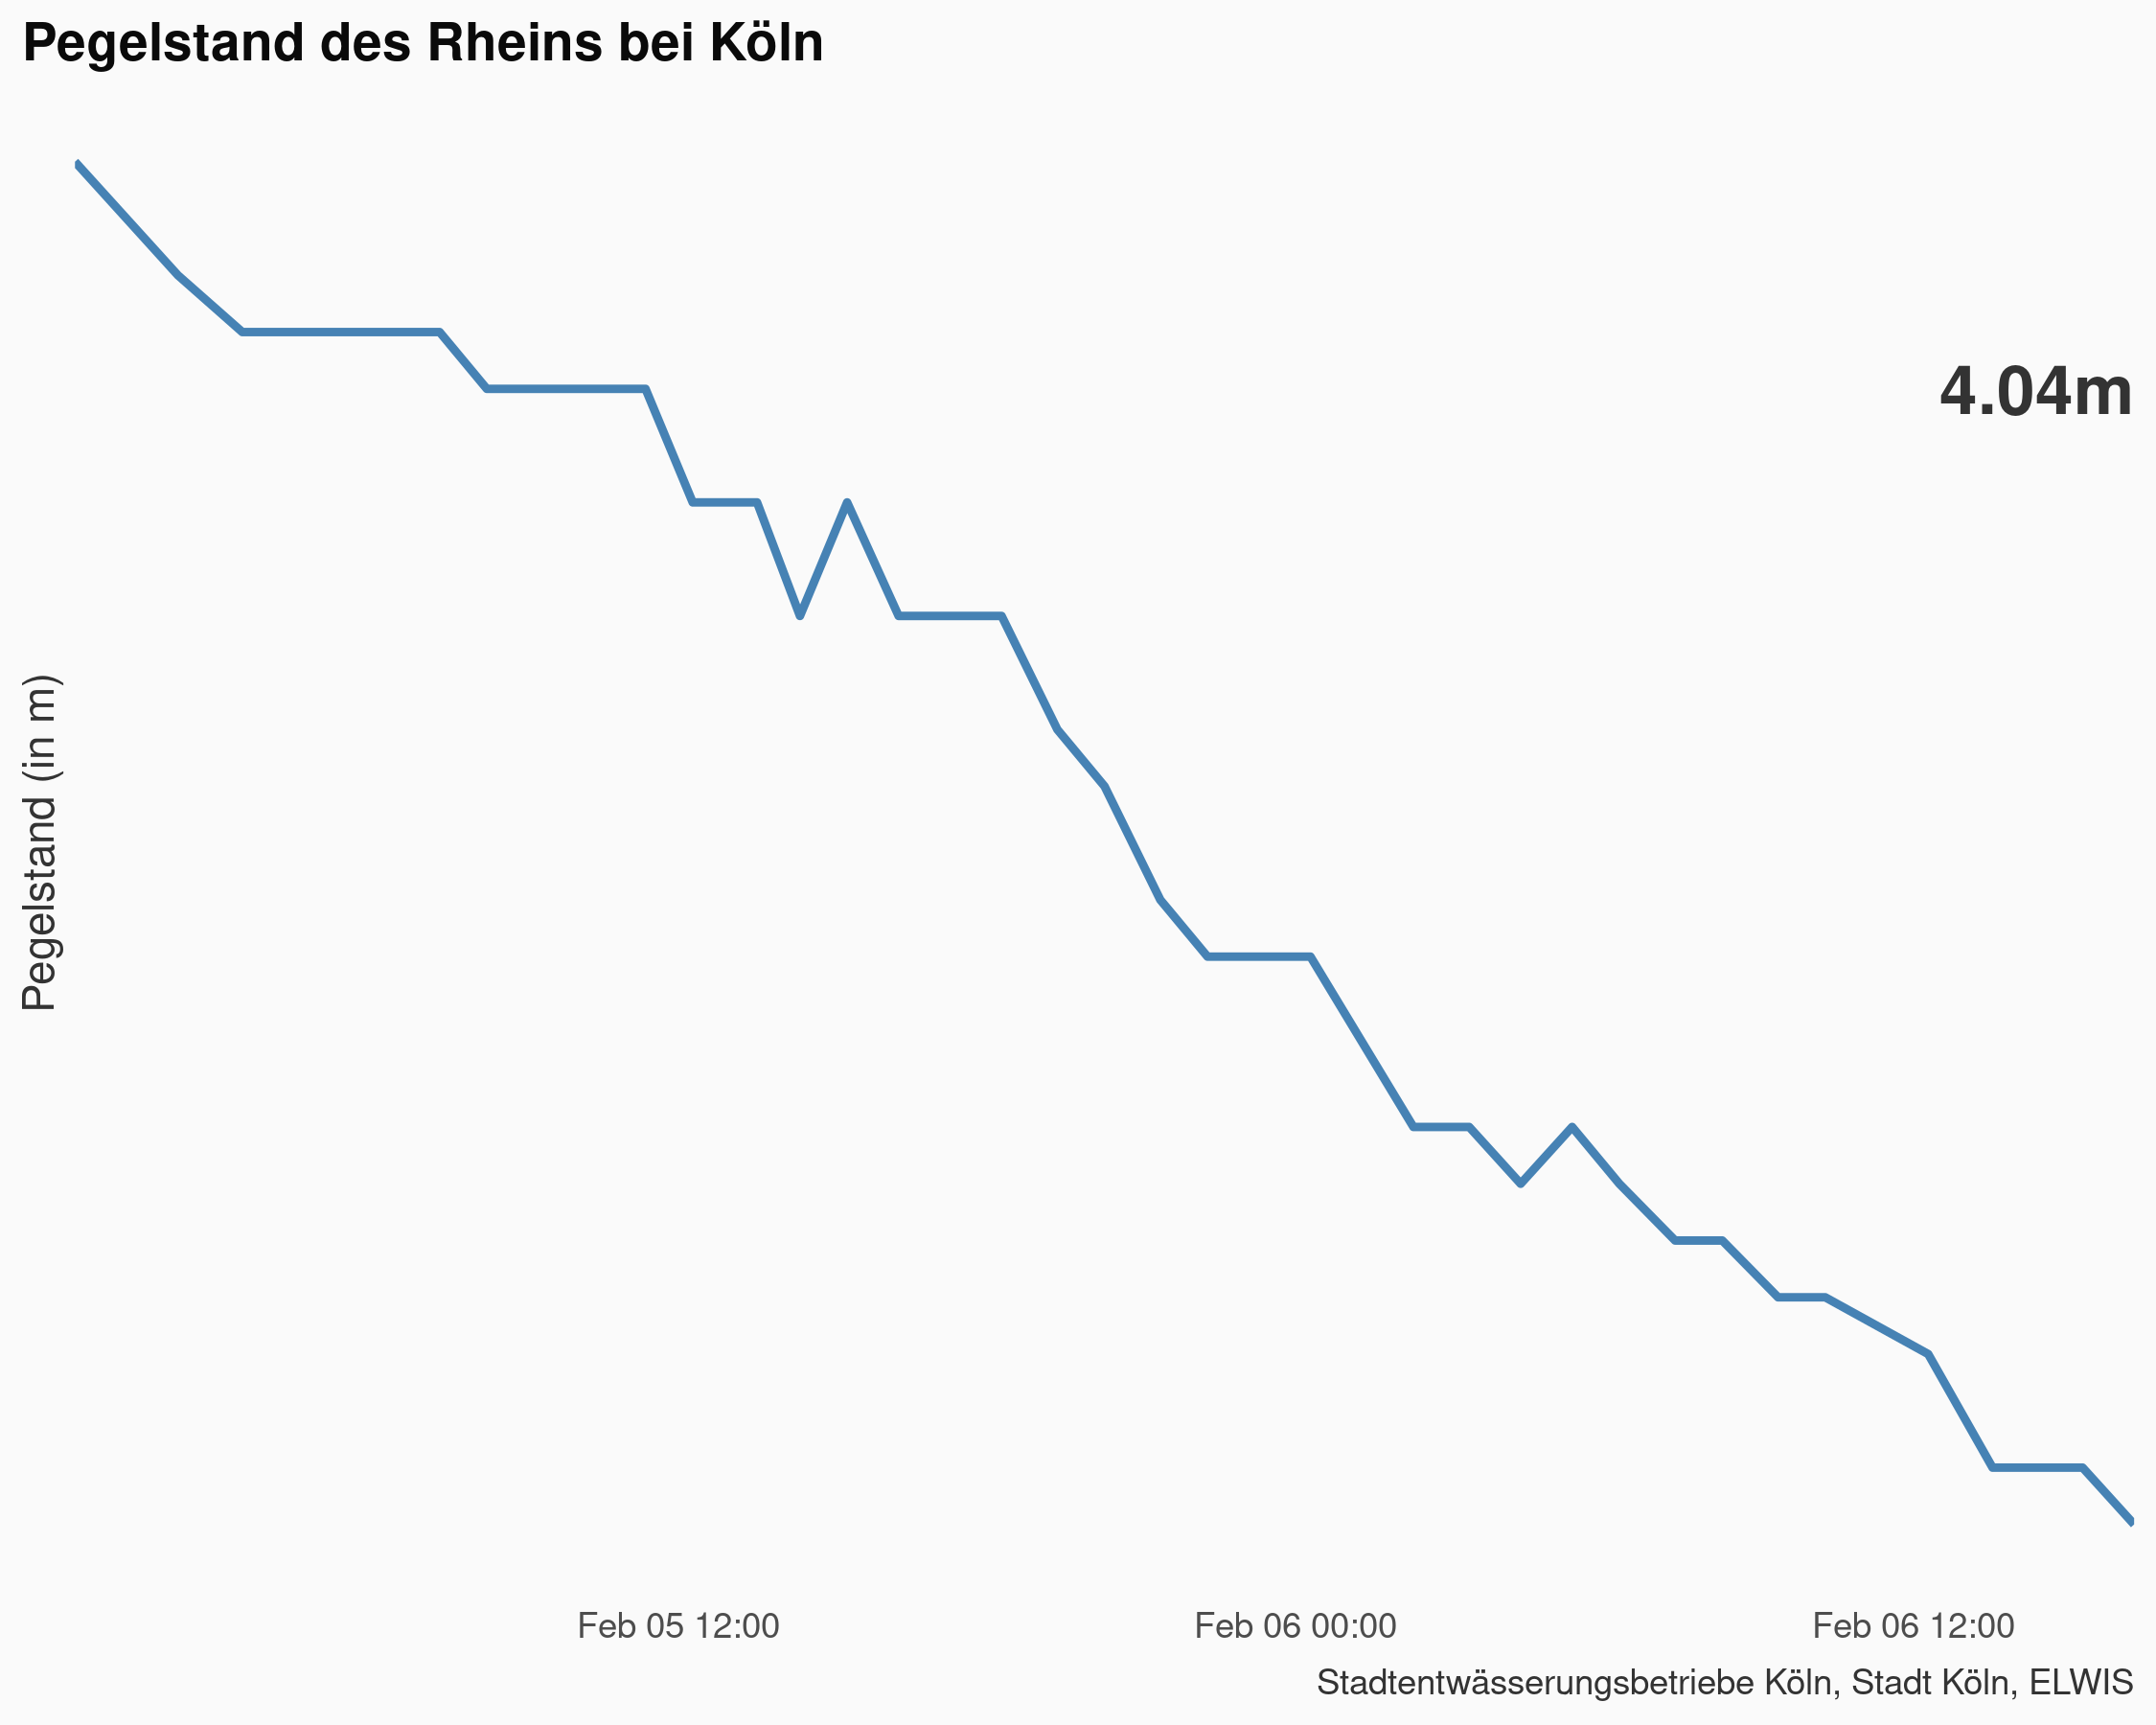 Pegelstand des Rheins bei Köln
4.04m
Pegelstand (in m)
Feb 05 12:00
Feb 06 00:00
Feb 06 12:00
Stadtentwässerungsbetriebe Köln, Stadt Köln, ELWIS